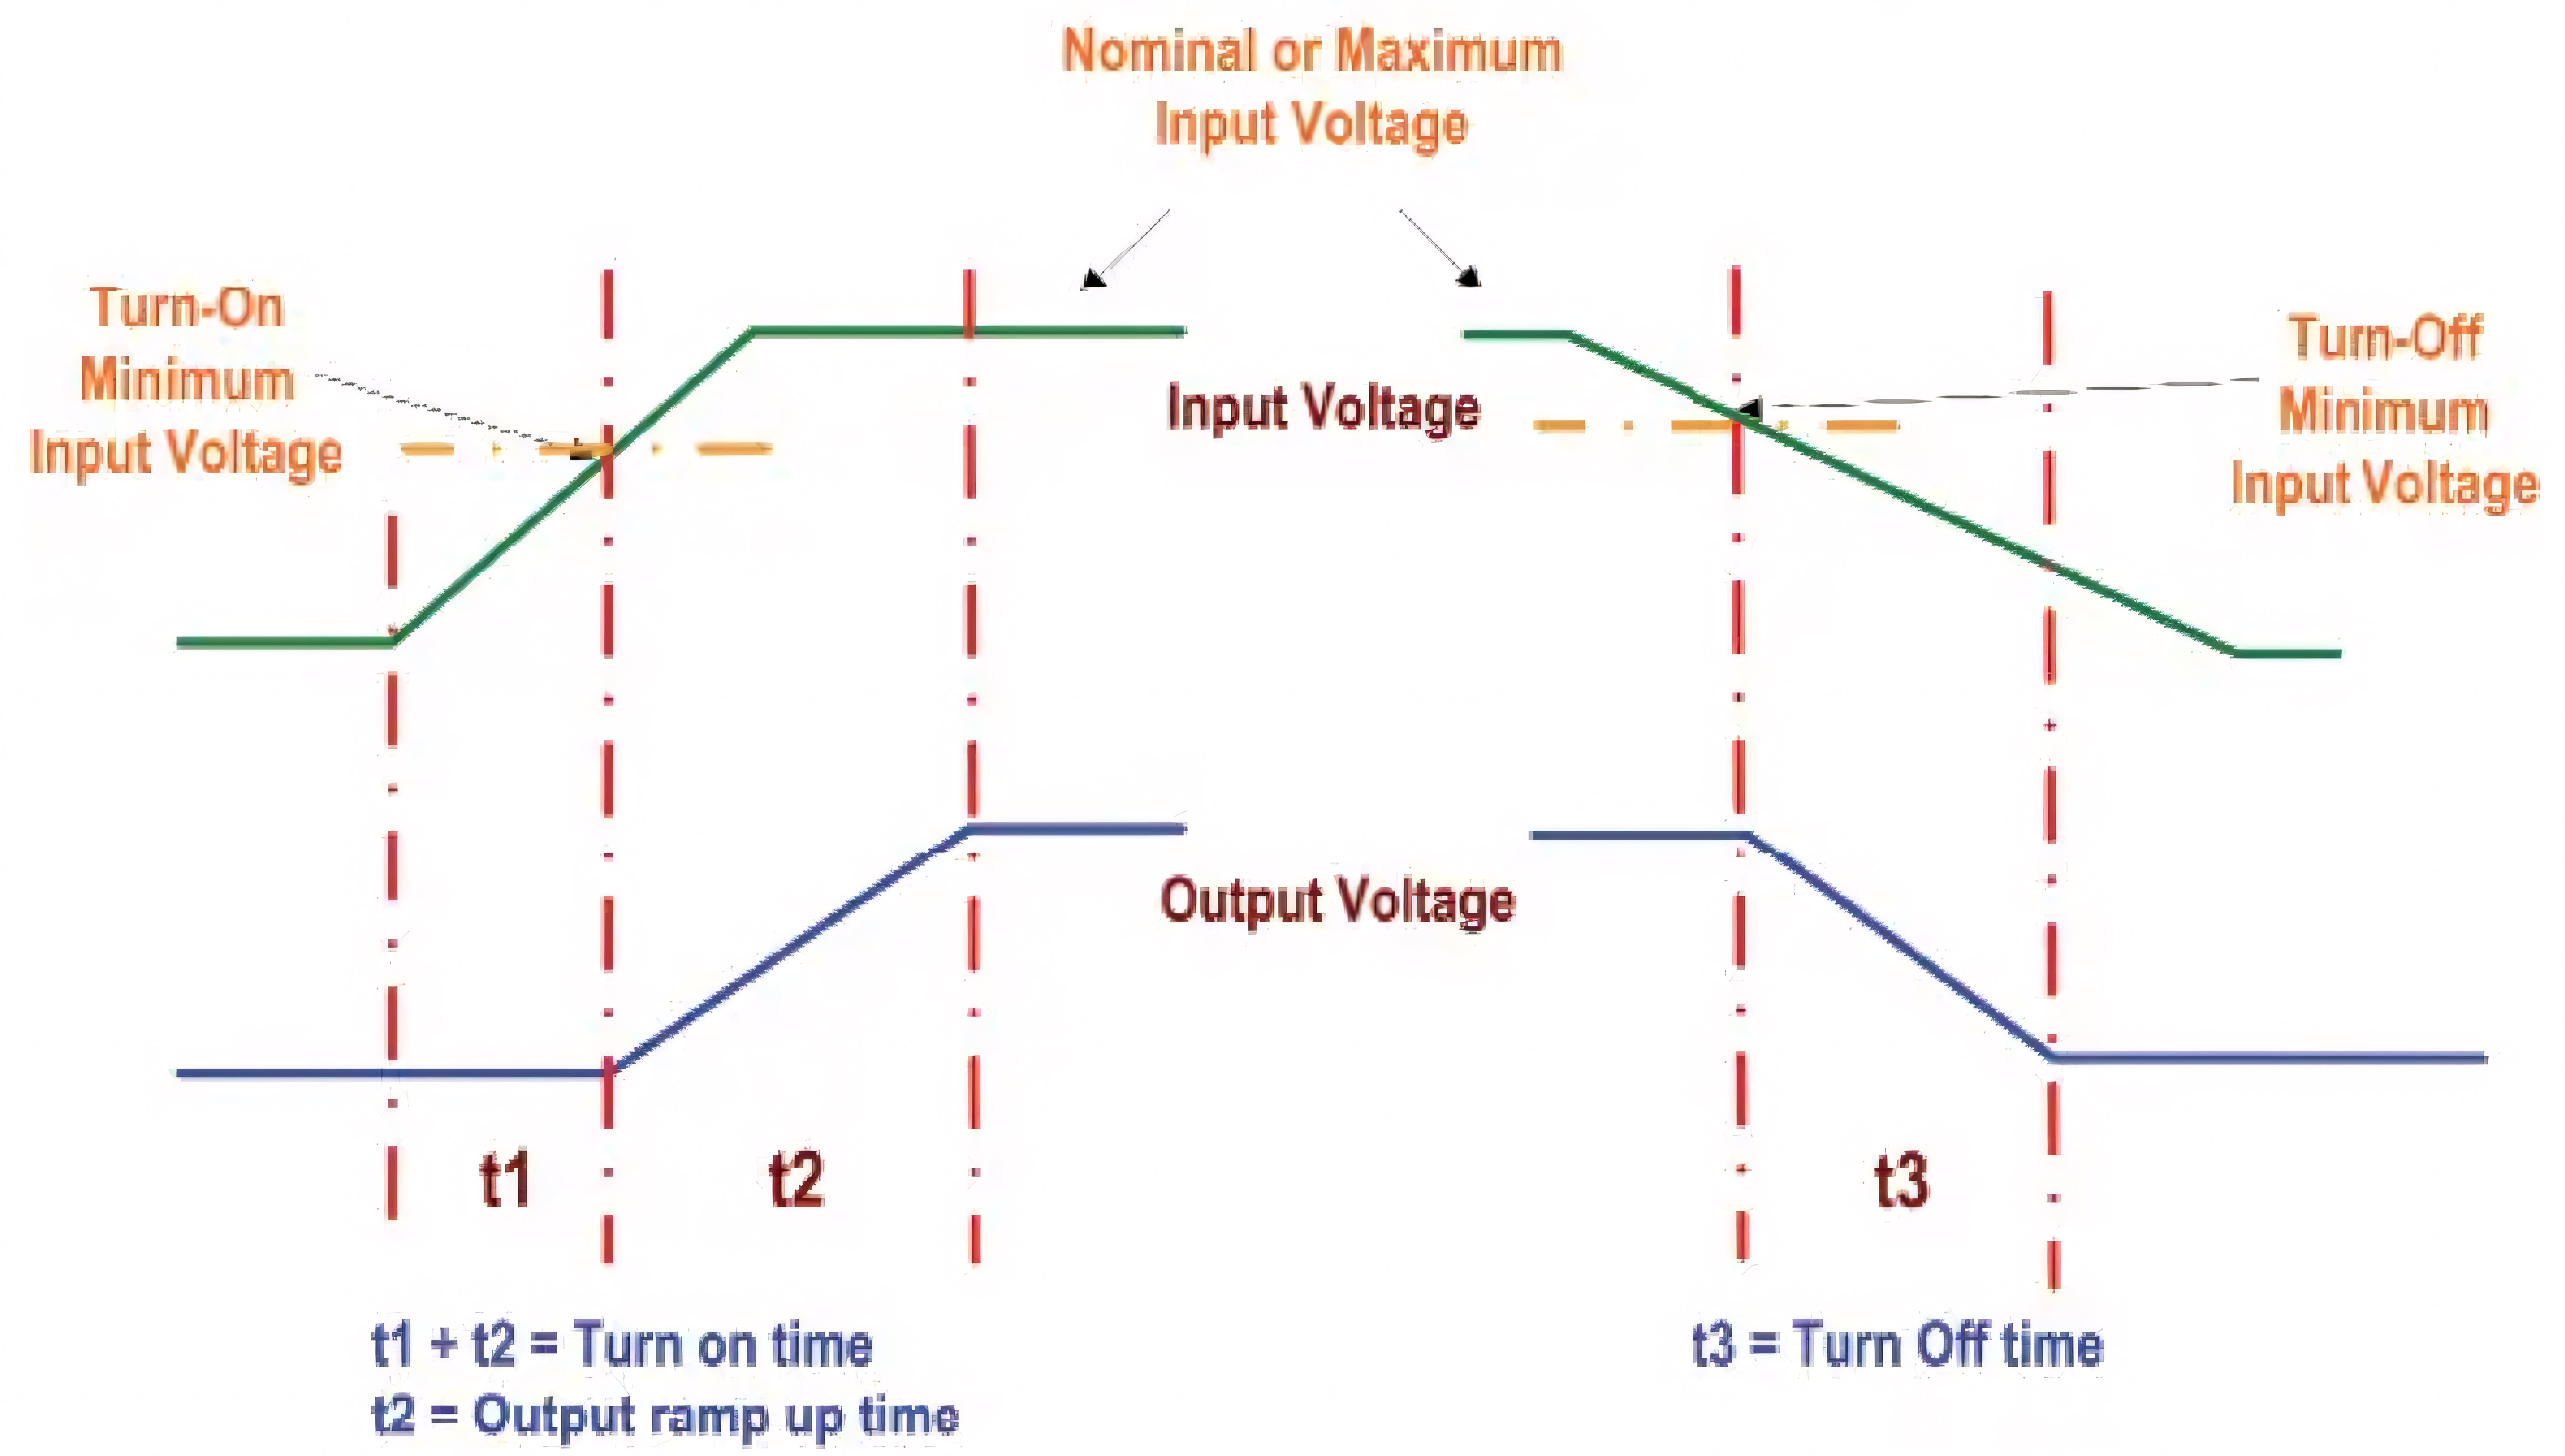 Nominal or Maximum
Input Voltage
Turn-On
Minimum
Input Voltage
Turn-Off
Minimum
Input Voltage
Input Voltage
Output Voltage
t1
t2
t3
t1 + t2 = Turn on time
t2 = Output ramp up time
t3 = Turn Off time